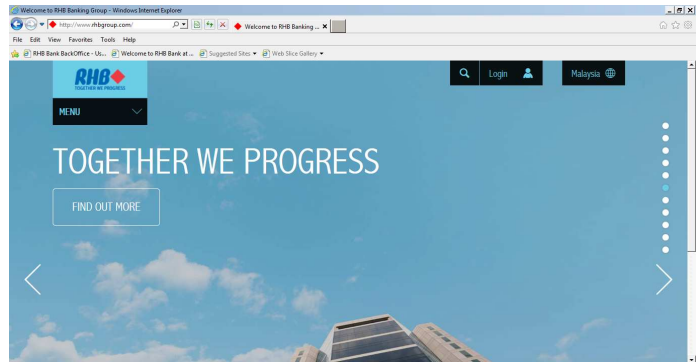 Welcome to RHB Banking Group - Windows Internet Explorer
http://www.rhbgroup.com/
Welcome to RHB Banking ...
File Edit View Favorites Tools Help
RHB Bank BackOffice - Us... Welcome to RHB Bank at ... Suggested Sites Web Slice Gallery
RHB
TOGETHER WE PROGRESS
Login
Malaysia
MENU
TOGETHER WE PROGRESS
FIND OUT MORE